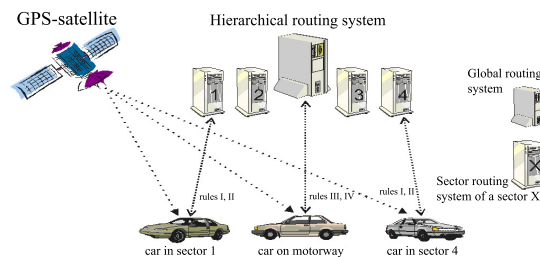 GPS-satellite
Hierarchical routing system
1
2
3
4
Global routing
system
X
Sector routing
system of a sector X
rules I, II
rules III, IV
rules I, II
car in sector 1
car on motorway
car in sector 4